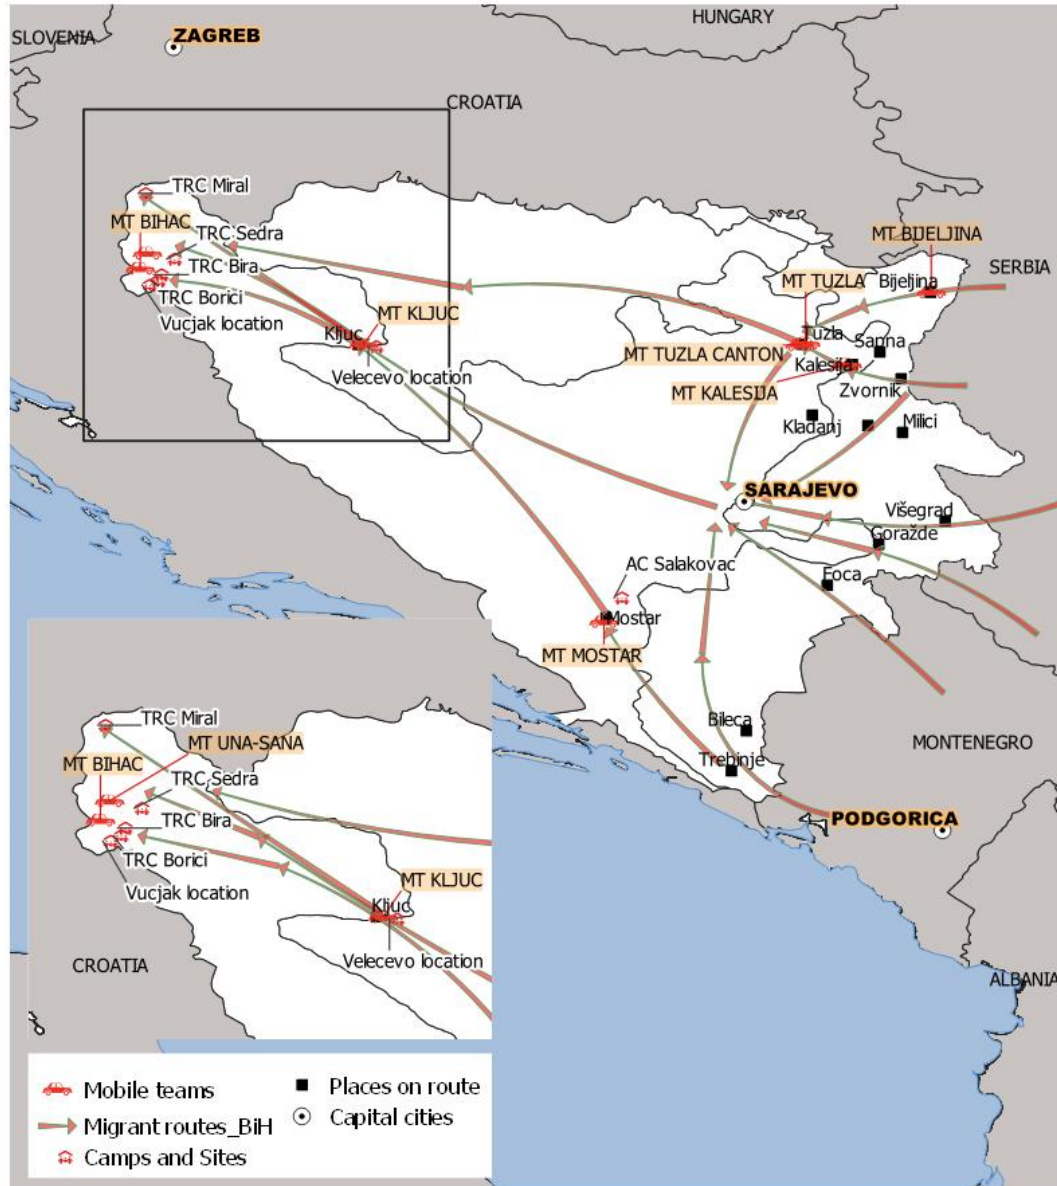 HUNGARY
SLOVENIA
ZAGREB
CROATIA
TRC Miral
MT BIHAC
TRC Sedra
MT BIJELJINA
TRC Bira
SERBIA
MT TUZLA
Bijeljina
TRC Borici
Vucjak location
MT KLJUC
Kljuc
Tuzla
Sapna
MT TUZLA CANTON
Kalesija
Velecevo location
MT KALESIJA
Zvornik
Kladanj
Milici
SARAJEVO
Višegrad
Goražde
AC Salakovac
Foca
Mostar
MT MOSTAR
Bileca
MONTENEGRO
Trebinje
PODGORICA
ALBANIA
TRC Miral
MT UNA-SANA
MT BIHAC
TRC Sedra
TRC Bira
TRC Borici
MT KLJUC
Vucjak location
Kljuc
Velecevo location
CROATIA
Mobile teams
Places on route
Migrant routes_BiH
Capital cities
Camps and Sites